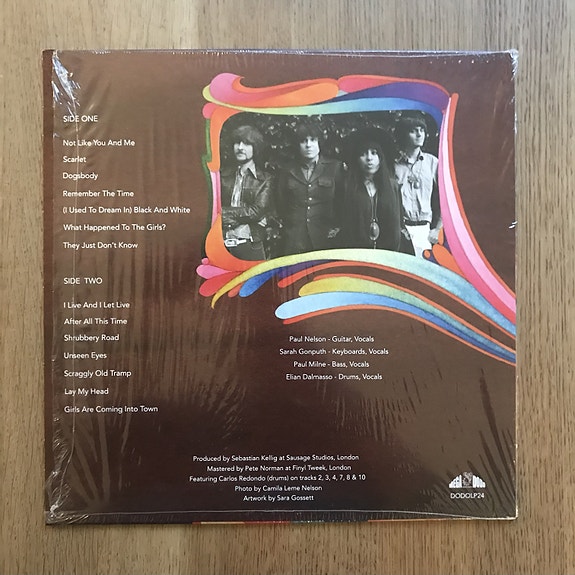 SIDE ONE
Not Like You And Me
Scarlet
Dogsbody
Remember The Time
(I Used To Dream In) Black And White
What Happened To The Girls?
They Just Don't Know
SIDE TWO
I Live And I Let Live
After All This Time
Shrubbery Road
Unseen Eyes
Scraggly Old Tramp
Lay My Head
Girls Are Coming Into Town
Paul Nelson - Guitar, Vocals
Sarah Gonputh - Keyboards, Vocals
Paul Milne - Bass, Vocals
Elian Dalmasso - Drums, Vocals
Produced by Sebastian Kellig at Sausage Studios, London
Mastered by Pete Norman at Finyl Tweek, London
Featuring Carlos Redondo (drums) on tracks 2, 3, 4, 7, 8 & 10
Photo by Camila Leme Nelson
Artwork by Sara Gossett
DODOLP24